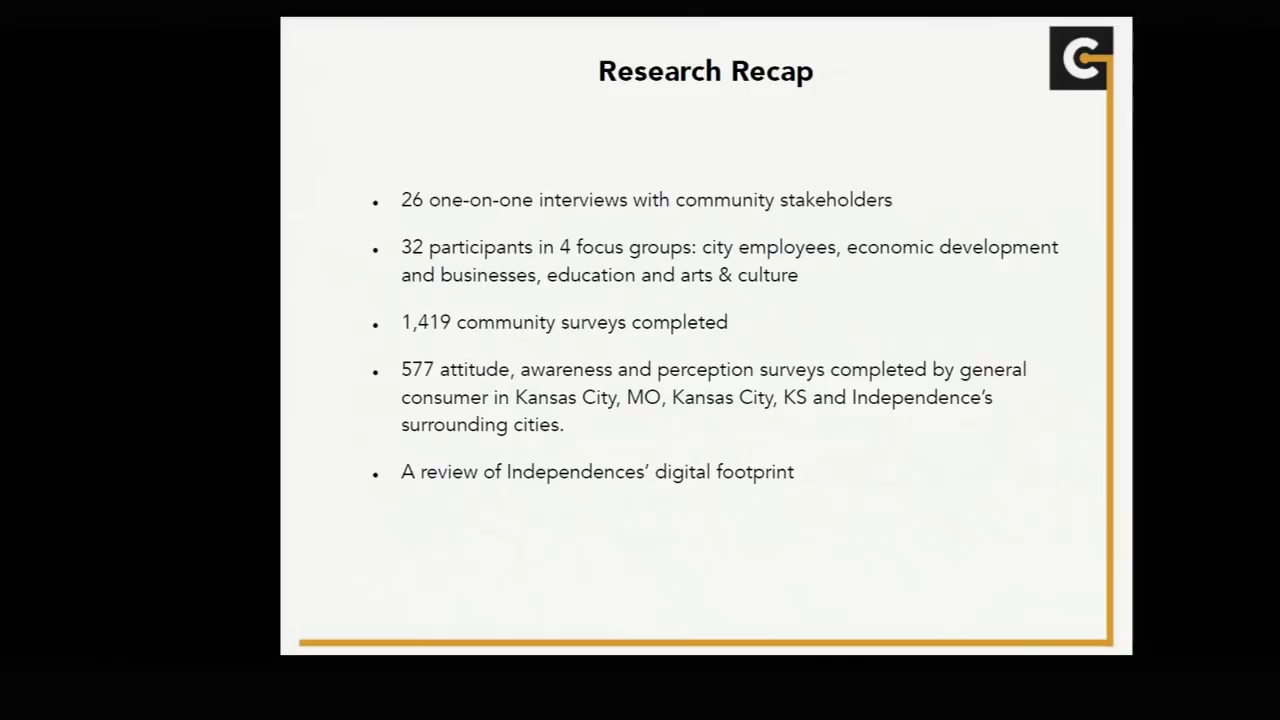 Research Recap
• 26 one-on-one interviews with community stakeholders
• 32 participants in 4 focus groups: city employees, economic development
and businesses, education and arts & culture
• 1,419 community surveys completed
• 577 attitude, awareness and perception surveys completed by general
consumer in Kansas City, MO, Kansas City, KS and Independence’s
surrounding cities.
• A review of Independences’ digital footprint